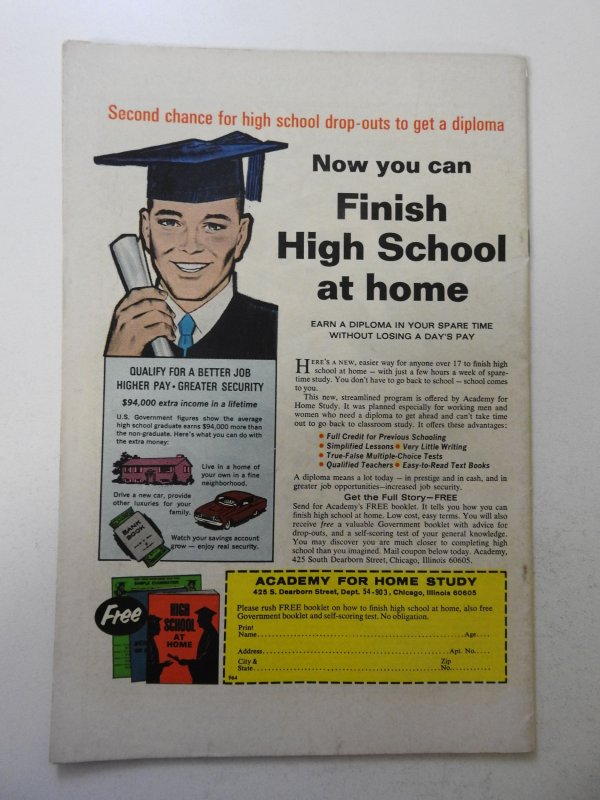 Second chance for high school drop-outs to get a diploma
Now you can
Finish
High School
at home
EARN A DIPLOMA IN YOUR SPARE TIME
WITHOUT LOSING A DAY'S PAY
QUALIFY FOR A BETTER JOB
HIGHER PAY • GREATER SECURITY
$94,000 extra income in a lifetime
U.S. Government figures show the average
high school graduate earns $94,000 more than
the non-graduate. Here's what you can do with
the extra money:
Live in a home of
your own in a fine
neighborhood.
Drive a new car, provide
other luxuries for your
family.
BANK
BOOK
Watch your savings account
grow — enjoy real security.
HERE'S A NEW, easier way for anyone over 17 to finish high
school at home — with just a few hours a week of spare-
time study. You don't have to go back to school — school comes
to you.
This new, streamlined program is offered by Academy for
Home Study. It was planned especially for working men and
women who need a diploma to get ahead and can't take time
out to go back to classroom study. It offers these advantages:
• Full Credit for Previous Schooling
• Simplified Lessons • Very Little Writing
• True-False Multiple-Choice Tests
• Qualified Teachers • Easy-to-Read Text Books
A diploma means a lot today — in prestige and in cash, and in
greater job opportunities—increased job security.
Get the Full Story—FREE
Send for Academy's FREE booklet. It tells you how you can
finish high school at home. Low cost, easy terms. You will also
receive free a valuable Government booklet with advice for
drop-outs, and a self-scoring test of your general knowledge.
You may discover you are much closer to completing high
school than you imagined. Mail coupon below today. Academy,
425 South Dearborn Street, Chicago, Illinois 60605.
Free
SAMPLE EXAMINATION
HIGH
SCHOOL
AT
HOME
ACADEMY FOR HOME STUDY
425 S. Dearborn Street, Dept. 54-903, Chicago, Illinois 60605
Please rush FREE booklet on how to finish high school at home, also free
Government booklet and self-scoring test. No obligation.
Print
Name Age
Address Apt. No.
City & Zip
State No.
964